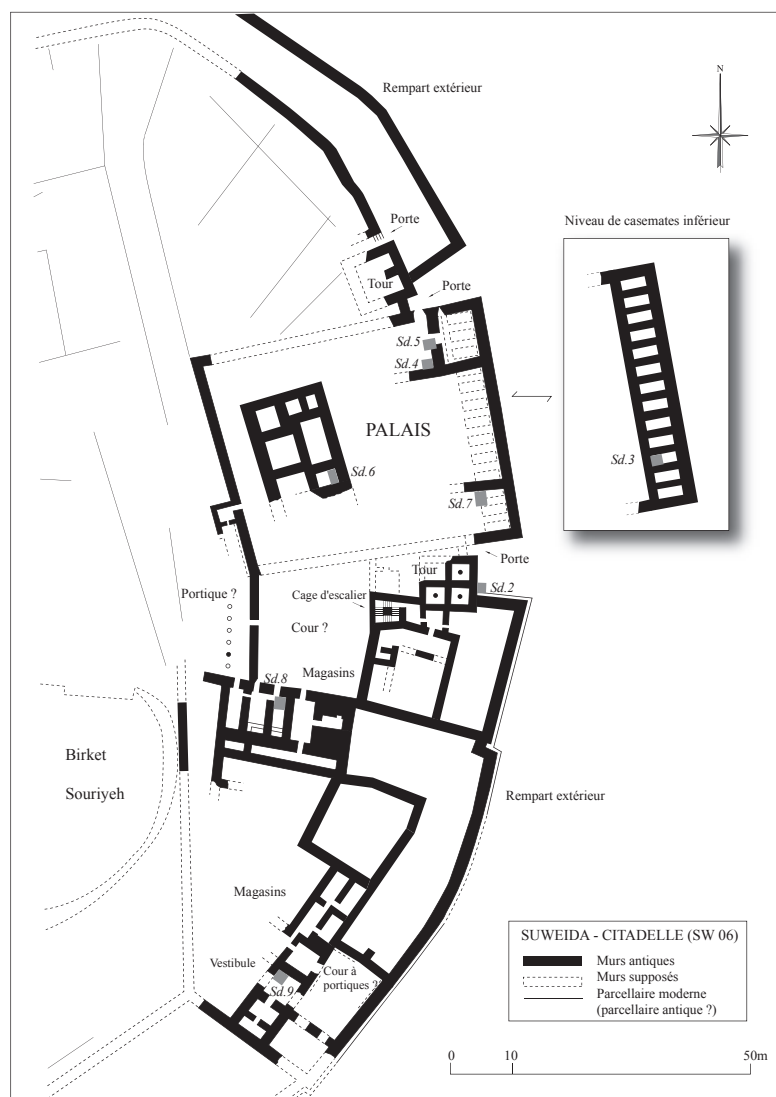 Rempart extérieur
N
Porte
Niveau de casemates inférieur
Tour
Porte
Sd.5
Sd.4
PALAIS
Sd.3
Sd.6
Sd.7
Porte
Tour
Sd.2
Portique ?
Cage d'escalier
Cour ?
Magasins
Sd.8
Birket
Souriyeh
Rempart extérieur
Magasins
Vestibule
Cour à
portiques ?
Sd.9
SUWEIDA - CITADELLE (SW 06)
Murs antiques
Murs supposés
Parcellaire moderne
(parcellaire antique ?)
0 10 50m